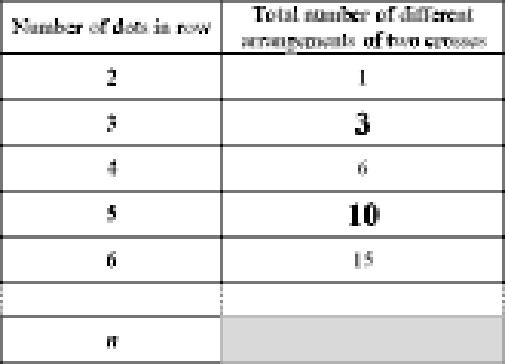 Number of dots in row
Total number of different
arrangements of two crosses
2 1
3 3
4 6
5 10
6 15
n